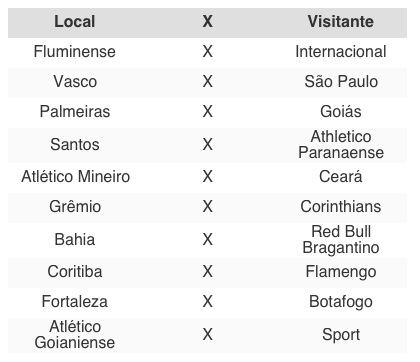 Local X Visitante
Fluminense X Internacional
Vasco X São Paulo
Palmeiras X Goiás
Santos X Athletico
Paranaense
Atlético Mineiro X Ceará
Grêmio X Corinthians
Bahia X Red Bull
Bragantino
Coritiba X Flamengo
Fortaleza X Botafogo
Atlético
Goianiense X Sport